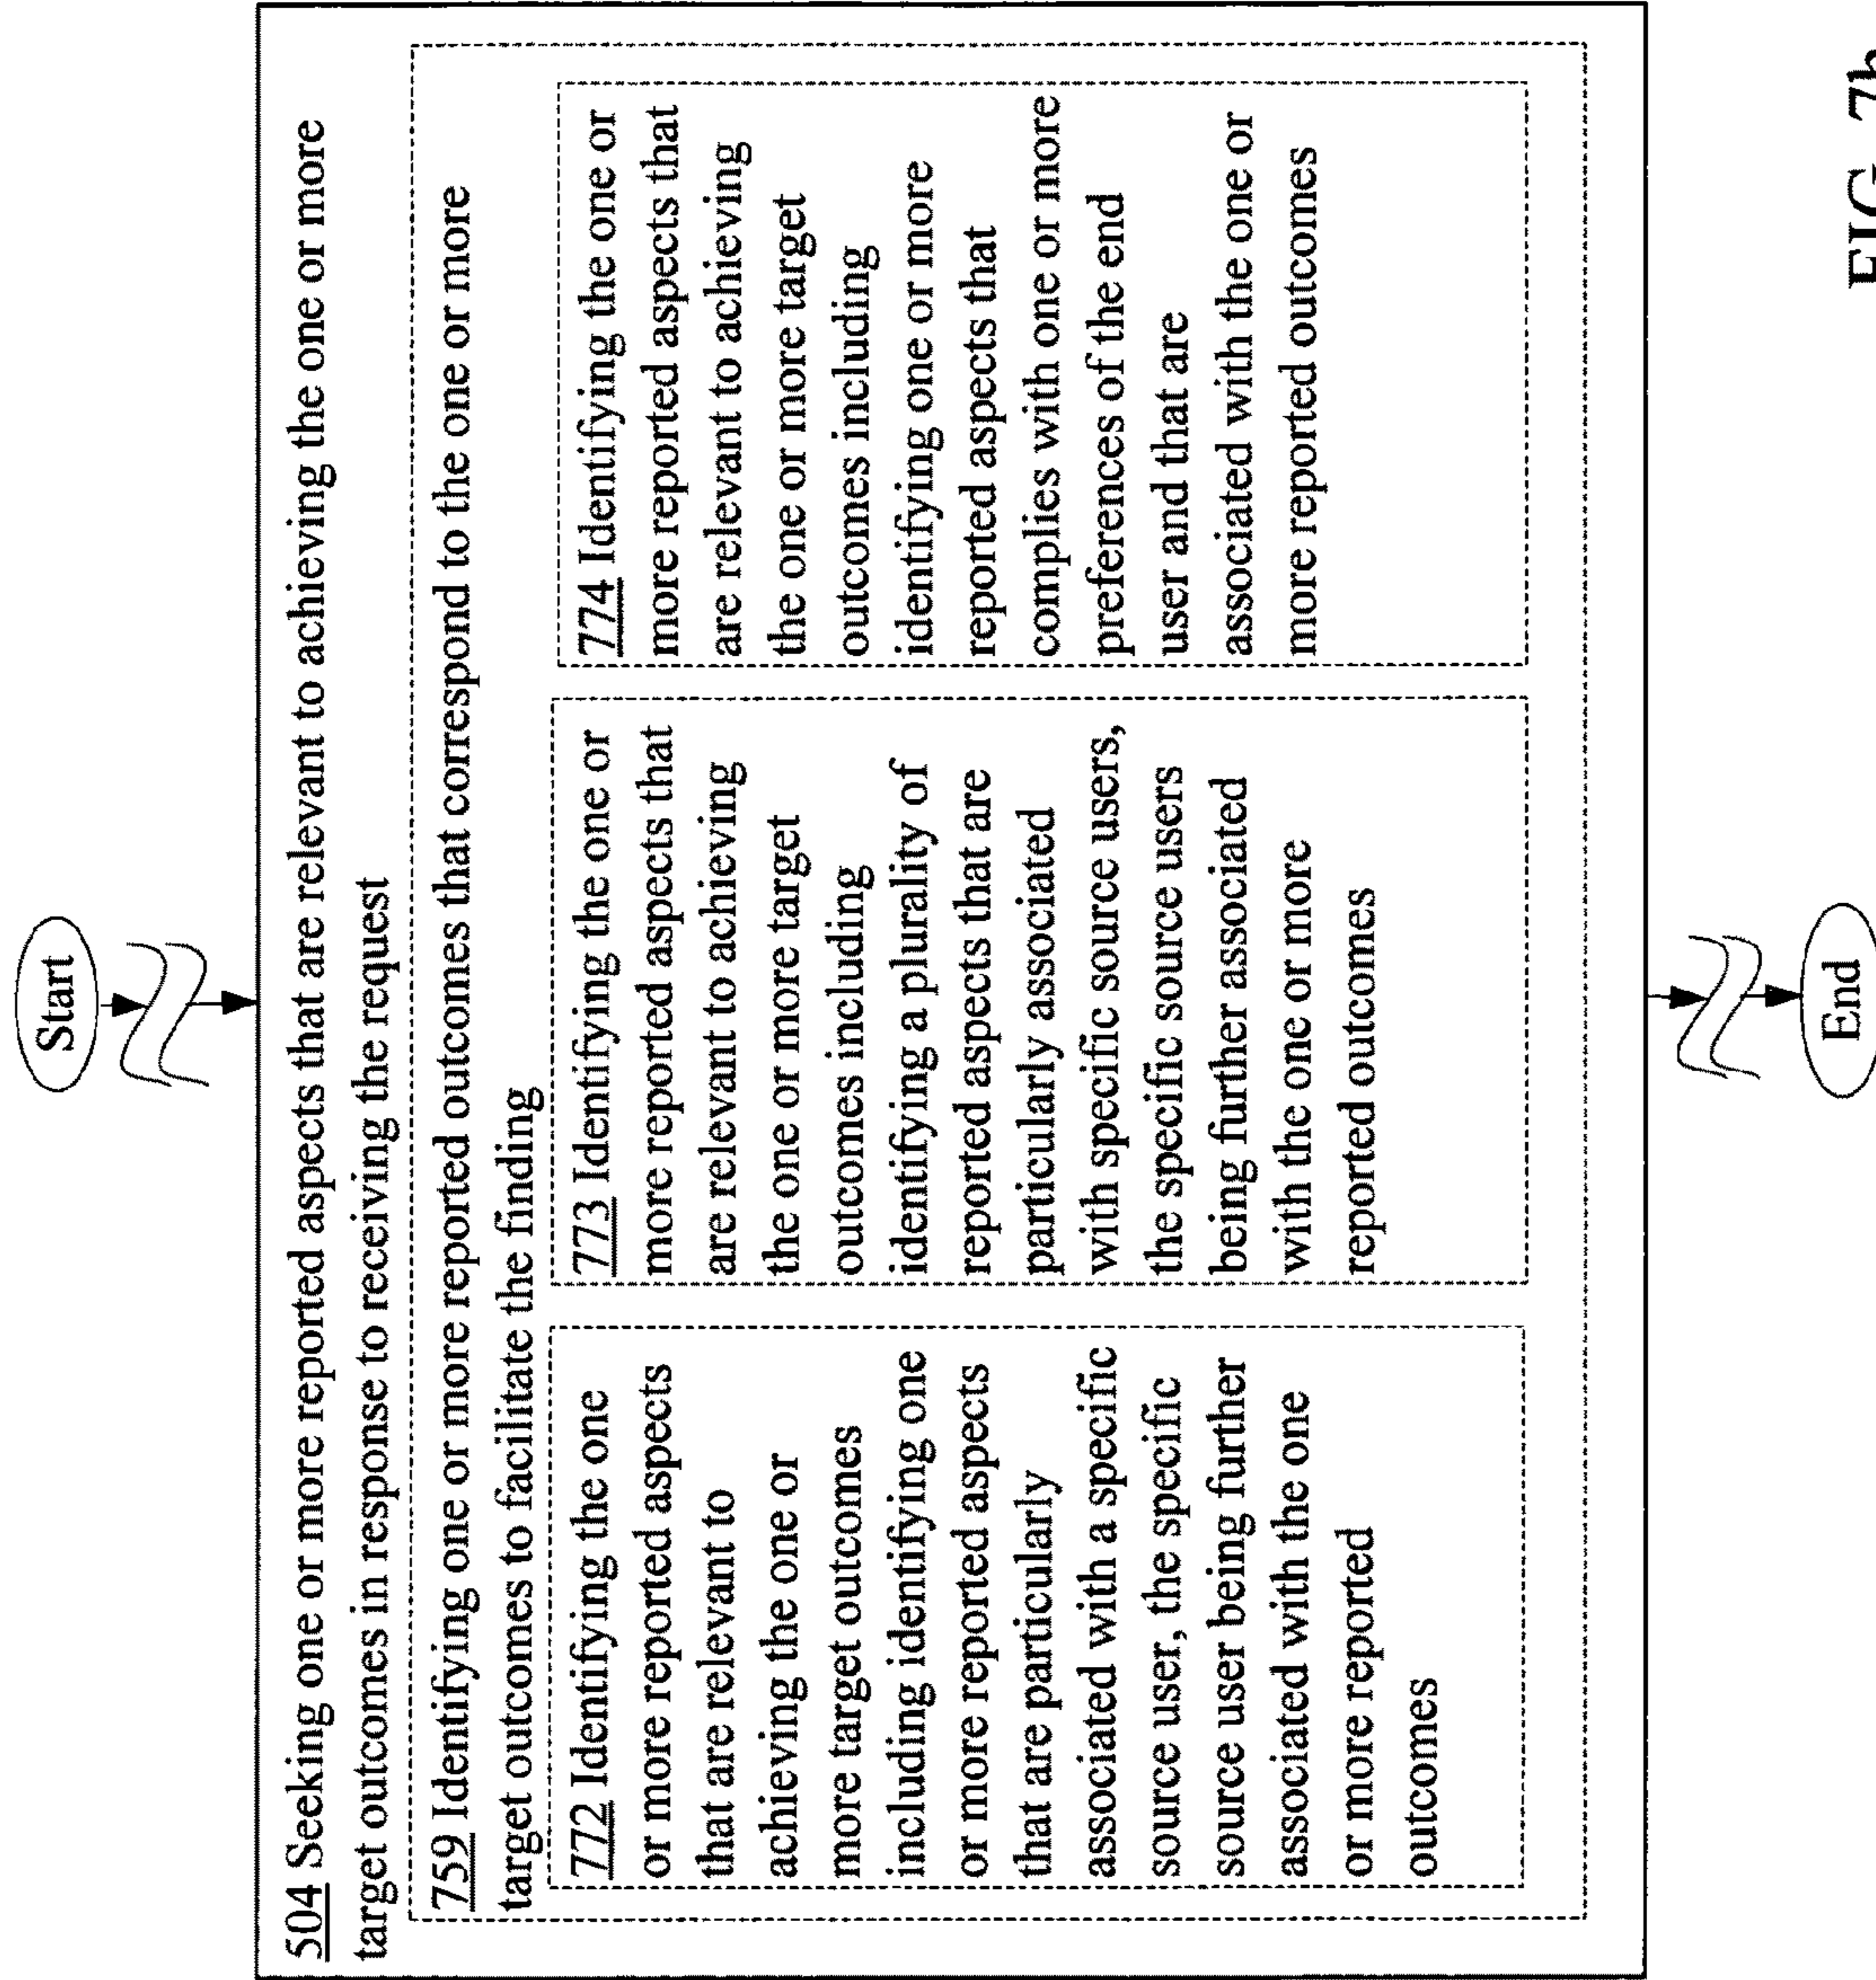 Start
504 Seeking one or more reported aspects that are relevant to achieving the one or more
target outcomes in response to receiving the request
759 Identifying one or more reported outcomes that correspond to the one or more
target outcomes to facilitate the finding
772 Identifying the one
or more reported aspects
that are relevant to
achieving the one or
more target outcomes
including identifying one
or more reported aspects
that are particularly
associated with a specific
source user, the specific
source user being further
associated with the one
or more reported
outcomes
773 Identifying the one or
more reported aspects that
are relevant to achieving
the one or more target
outcomes including
identifying a plurality of
reported aspects that are
particularly associated
with specific source users,
the specific source users
being further associated
with the one or more
reported outcomes
774 Identifying the one or
more reported aspects that
are relevant to achieving
the one or more target
outcomes including
identifying one or more
reported aspects that
complies with one or more
preferences of the end
user and that are
associated with the one or
more reported outcomes
End
FIG. 7h